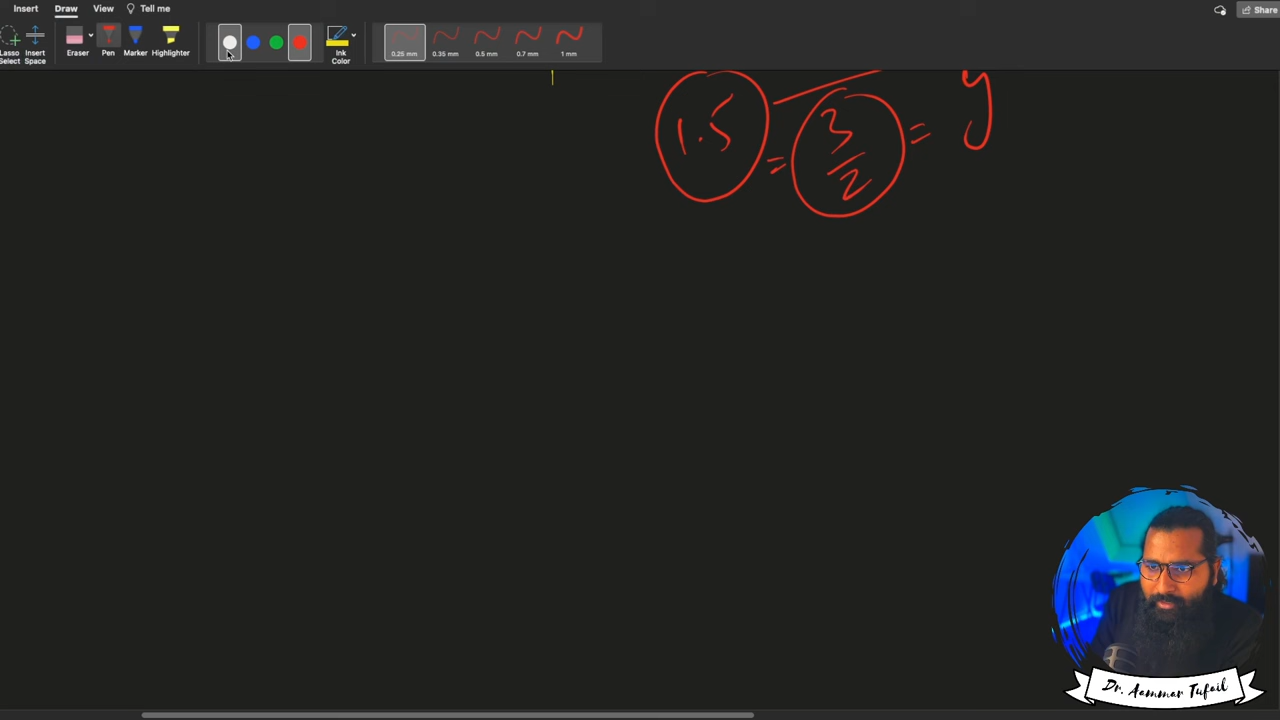 Insert Draw View Tell me Share
Lasso Select Insert Space Eraser Pen Marker Highlighter Ink Color 0.25 mm 0.35 mm 0.5 mm 0.7 mm 1 mm
1.5 = 3/2 = y
Dr. Aammar Tufail